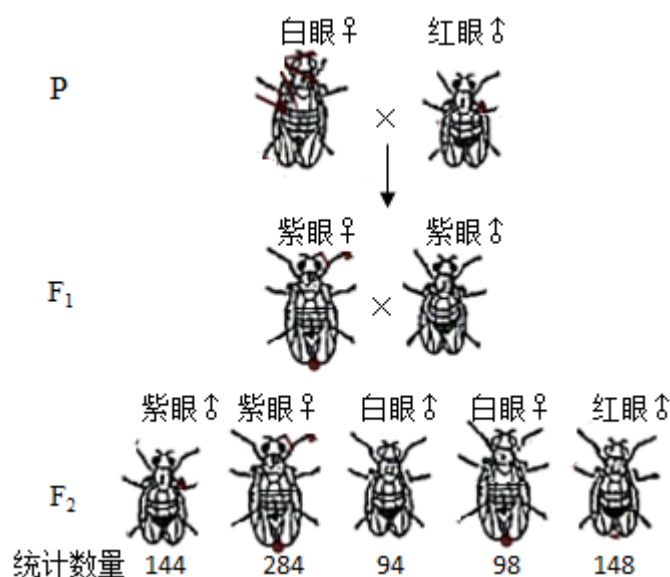 白眼♀ 红眼♂
P
×
紫眼♀ 紫眼♂
F₁
×
紫眼♂ 紫眼♀ 白眼♂ 白眼♀ 红眼♂
F₂
统计数量 144 284 94 98 148